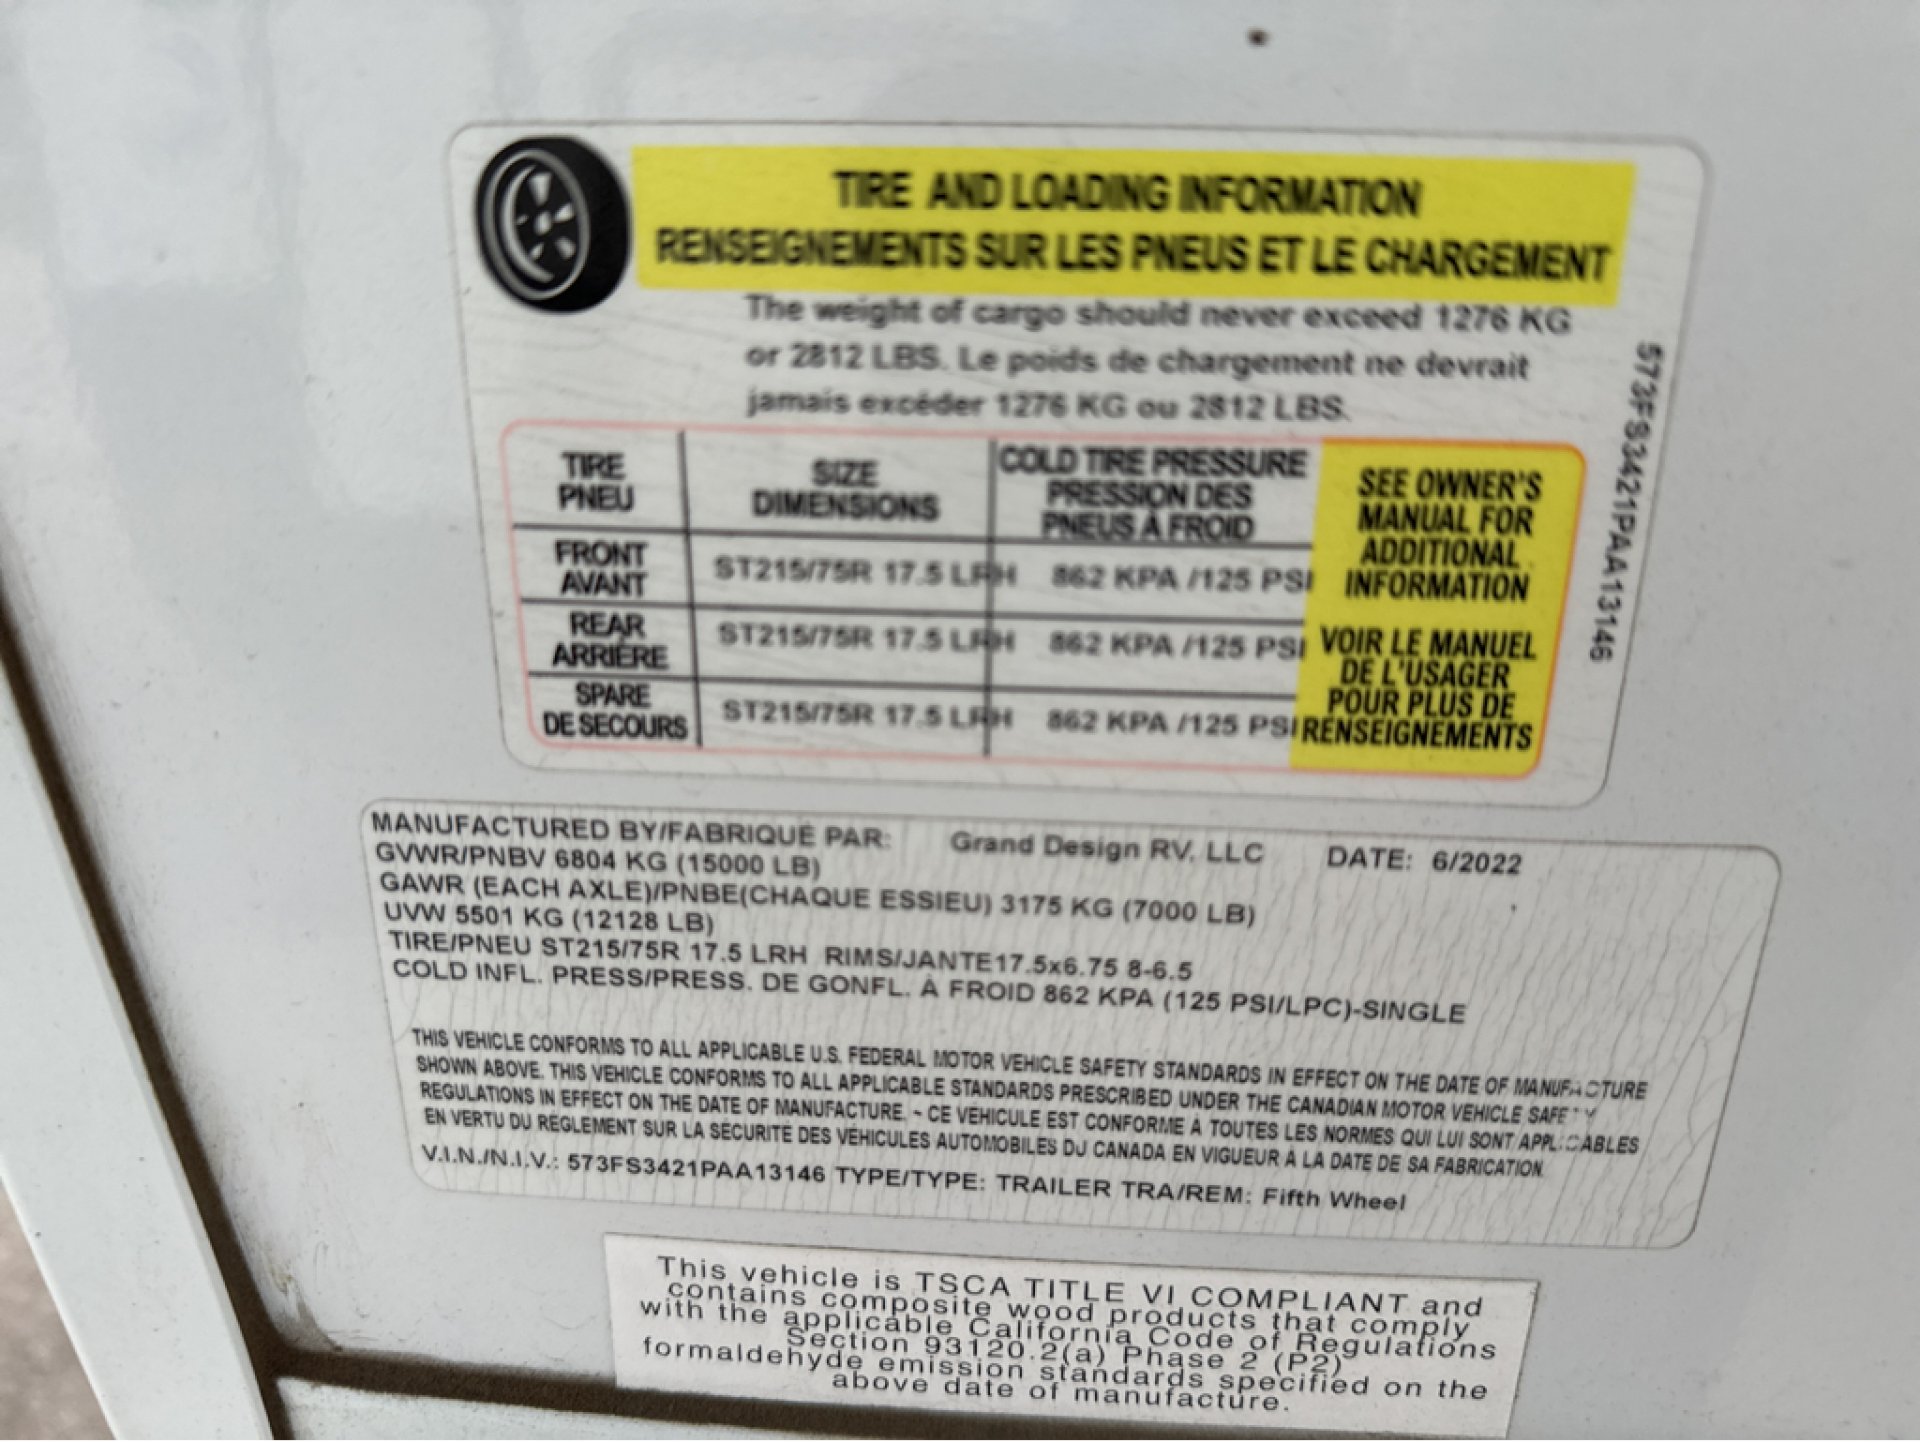 TIRE AND LOADING INFORMATION
RENSEIGNEMENTS SUR LES PNEUS ET LE CHARGEMENT
The weight of cargo should never exceed 1276 KG
or 2812 LBS. Le poids de chargement ne devrait
jamais excéder 1276 KG ou 2812 LBS.
TIRE
PNEU
SIZE
DIMENSIONS
COLD TIRE PRESSURE
PRESSION DES
PNEUS À FROID
FRONT
AVANT
ST215/75R 17.5 LRH
862 KPA /125 PSI
REAR
ARRIÈRE
ST215/75R 17.5 LRH
862 KPA /125 PSI
SPARE
DE SECOURS
ST215/75R 17.5 LRH
862 KPA /125 PSI
SEE OWNER'S
MANUAL FOR
ADDITIONAL
INFORMATION
VOIR LE MANUEL
DE L'USAGER
POUR PLUS DE
RENSEIGNEMENTS
573FS3421PAA13146
MANUFACTURED BY/FABRIQUÉ PAR: Grand Design RV, LLC DATE: 6/2022
GVWR/PNBV 6804 KG (15000 LB)
GAWR (EACH AXLE)/PNBE(CHAQUE ESSIEU) 3175 KG (7000 LB)
UVW 5501 KG (12128 LB)
TIRE/PNEU ST215/75R 17.5 LRH RIMS/JANTE17.5x6.75 8-6.5
COLD INFL. PRESS/PRESS. DE GONFL. À FROID 862 KPA (125 PSI/LPC)-SINGLE
THIS VEHICLE CONFORMS TO ALL APPLICABLE U.S. FEDERAL MOTOR VEHICLE SAFETY STANDARDS IN EFFECT ON THE DATE OF MANUFACTURE
SHOWN ABOVE. THIS VEHICLE CONFORMS TO ALL APPLICABLE STANDARDS PRESCRIBED UNDER THE CANADIAN MOTOR VEHICLE SAFETY
REGULATIONS IN EFFECT ON THE DATE OF MANUFACTURE. - CE VÉHICULE EST CONFORME À TOUTES LES NORMES QUI LUI SONT APPLICABLES
EN VERTU DU RÈGLEMENT SUR LA SÉCURITÉ DES VÉHICULES AUTOMOBILES DU CANADA EN VIGUEUR À LA DATE DE SA FABRICATION.
V.I.N./N.I.V.: 573FS3421PAA13146 TYPE/TYPE: TRAILER TRA/REM: Fifth Wheel
This vehicle is TSCA TITLE VI COMPLIANT and
contains composite wood products that comply
with the applicable California Code of Regulations
Section 93120.2(a) Phase 2 (P2)
formaldehyde emission standards specified on the
above date of manufacture.